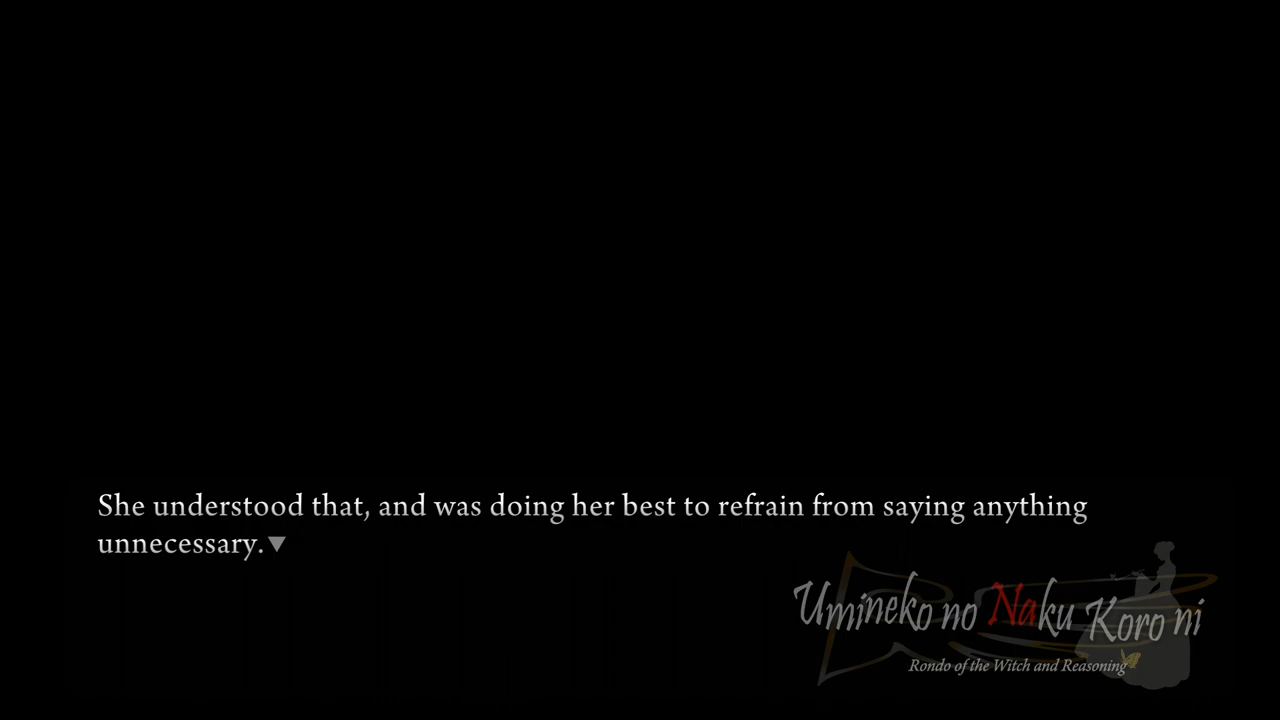 She understood that, and was doing her best to refrain from saying anything
unnecessary.
Umineko no Naku Koro ni
Rondo of the Witch and Reasoning